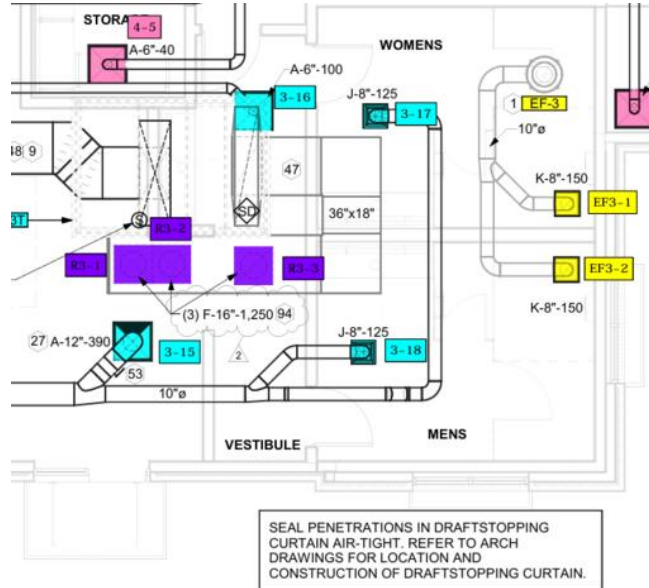 STORAGE
4-5
A-6"-40
WOMENS
A-6"-100
J-8"-125
3-16
3-17
1
EF-3
10"ø
48
9
47
K-8"-150
EF3-1
36"x18"
SD
S
R3-2
R3-1
R3-3
EF3-2
(3) F-16"-1,250
94
K-8"-150
27
A-12"-390
3-15
J-8"-125
3-18
2
53
10"ø
VESTIBULE
MENS
SEAL PENETRATIONS IN DRAFTSTOPPING
CURTAIN AIR-TIGHT. REFER TO ARCH
DRAWINGS FOR LOCATION AND
CONSTRUCTION OF DRAFTSTOPPING CURTAIN.